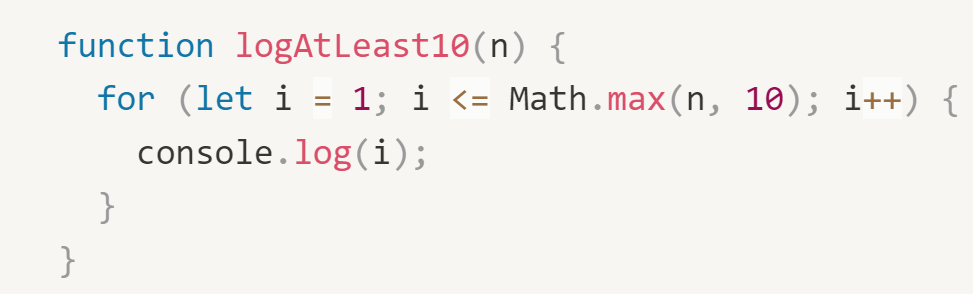 function logAtLeast10(n) {
  for (let i = 1; i <= Math.max(n, 10); i++) {
    console.log(i);
  }
}